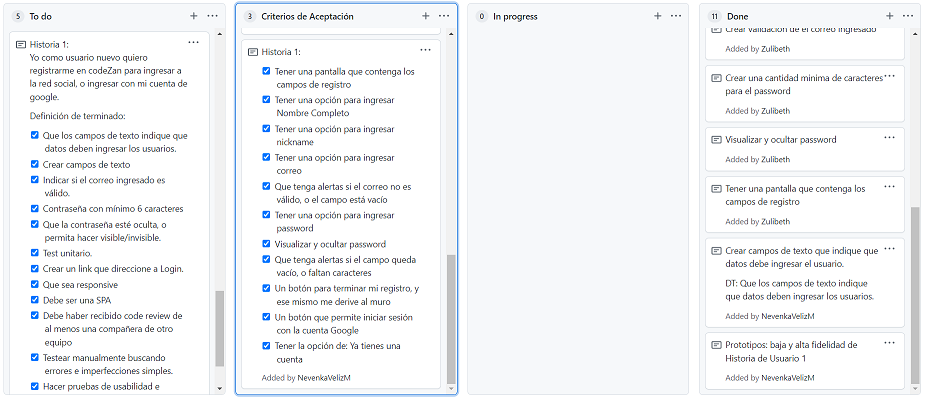 5 To do
Historia 1:
Yo como usuario nuevo quiero
registrarme en codeZan para ingresar a
la red social, o ingresar con mi cuenta de
google.
Definición de terminado:
Que los campos de texto indique que
datos deben ingresar los usuarios.
Crear campos de texto
Indicar si el correo ingresado es
válido.
Contraseña con mínimo 6 caracteres
Que la contraseña esté oculta, o
permita hacer visible/invisible.
Test unitario.
Crear un link que direccione a Login.
Que sea responsive
Debe ser una SPA
Debe haber recibido code review de
al menos una compañera de otro
equipo
Testear manualmente buscando
errores e imperfecciones simples.
Hacer pruebas de usabilidad e
3 Criterios de Aceptación
Historia 1:
Tener una pantalla que contenga los
campos de registro
Tener una opción para ingresar
Nombre Completo
Tener una opción para ingresar
nickname
Tener una opción para ingresar
correo
Que tenga alertas si el correo no es
válido, o el campo está vacío
Tener una opción para ingresar
password
Visualizar y ocultar password
Que tenga alertas si el campo queda
vacío, o faltan caracteres
Un botón para terminar mi registro, y
ese mismo me derive al muro
Un botón que permite iniciar sesión
con la cuenta Google
Tener la opción de: Ya tienes una
cuenta
Added by NevenkaVelizM
0 In progress
11 Done
Crear validación de el correo ingresado
Added by Zulibeth
Crear una cantidad minima de caracteres
para el password
Added by Zulibeth
Visualizar y ocultar password
Added by Zulibeth
Tener una pantalla que contenga los
campos de registro
Added by Zulibeth
Crear campos de texto que indique que
datos debe ingresar el usuario.
DT: Que los campos de texto indique
que datos deben ingresar los usuarios.
Added by NevenkaVelizM
Prototipos: baja y alta fidelidad de
Historia de Usuario 1
Added by NevenkaVelizM